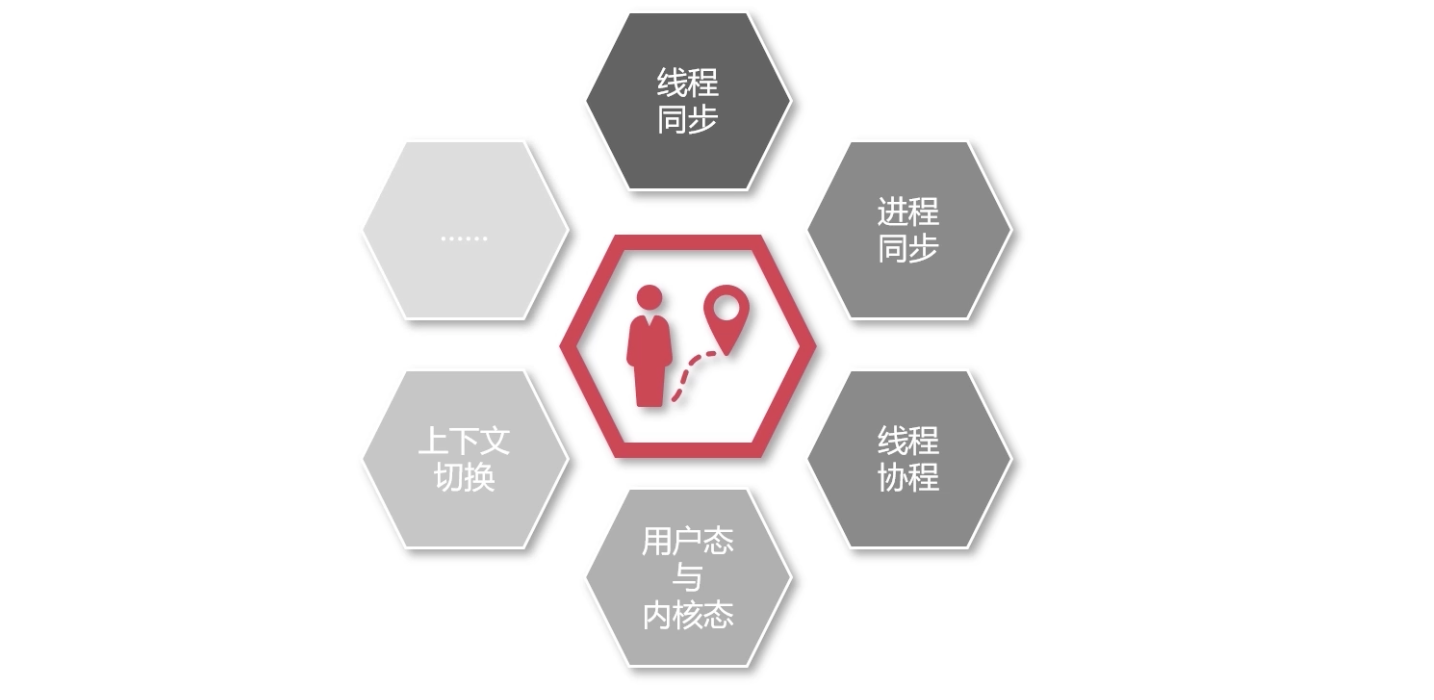 线程
同步
进程
同步
线程
协程
用户态
与
内核态
上下文
切换
……